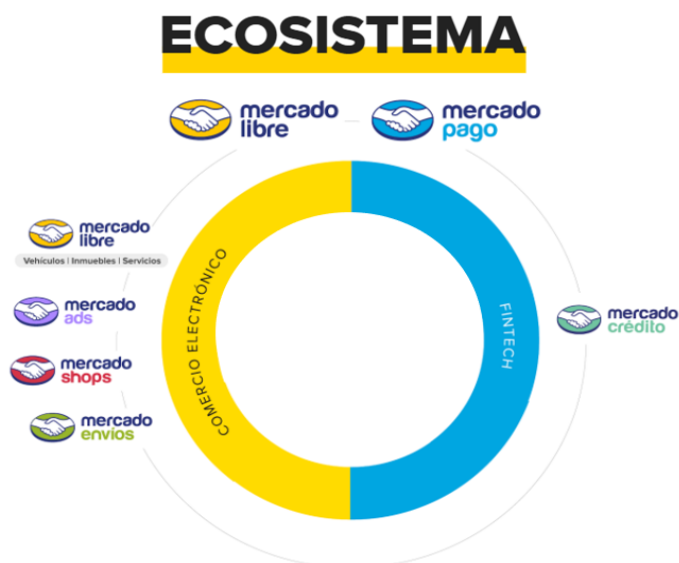 ECOSISTEMA
mercado
libre
mercado
pago
mercado
libre
Vehículos | Inmuebles | Servicios
mercado
ads
mercado
shops
mercado
envíos
COMERCIO ELECTRÓNICO
FINTECH
mercado
crédito